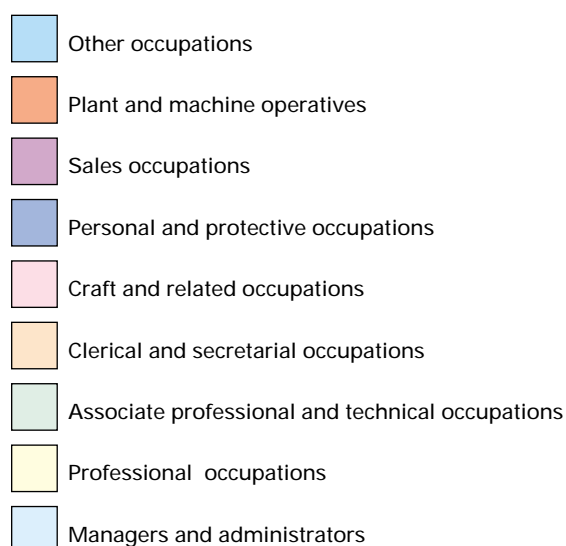 Other occupations
Plant and machine operatives
Sales occupations
Personal and protective occupations
Craft and related occupations
Clerical and secretarial occupations
Associate professional and technical occupations
Professional  occupations
Managers and administrators